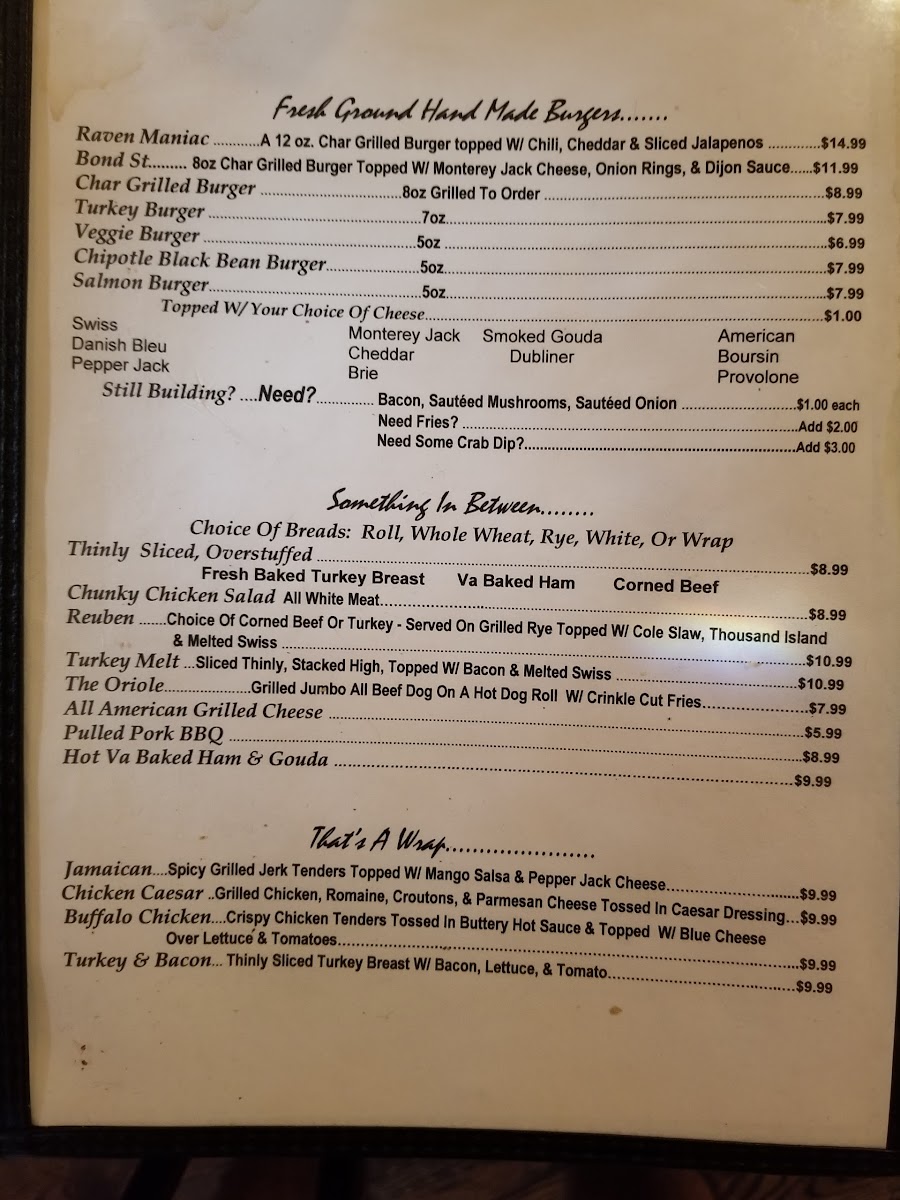 Fresh Ground Hand Made Burgers.......
Raven Maniac ............A 12 oz. Char Grilled Burger topped W/ Chili, Cheddar & Sliced Jalapenos ............$14.99
Bond St......... 8oz Char Grilled Burger Topped W/ Monterey Jack Cheese, Onion Rings, & Dijon Sauce......$11.99
Char Grilled Burger ..................................8oz Grilled To Order ..................................................................$8.99
Turkey Burger ....................................................7oz.................................................................................$7.99
Veggie Burger ....................................................5oz .................................................................................$6.99
Chipotle Black Bean Burger.......................5oz.................................................................................$7.99
Salmon Burger....................................................5oz.................................................................................$7.99
Topped W/ Your Choice Of Cheese...............................................................................................$1.00
Swiss Monterey Jack Smoked Gouda American
Danish Bleu Cheddar Dubliner Boursin
Pepper Jack Brie Provolone
Still Building? ....Need?.............. Bacon, Sautéed Mushrooms, Sautéed Onion ............................$1.00 each
Need Fries? ...............................................................................Add $2.00
Need Some Crab Dip?.................................................................Add $3.00
Something In Between........
Choice Of Breads: Roll, Whole Wheat, Rye, White, Or Wrap
Thinly Sliced, Overstuffed ........................................................................................................................$8.99
Fresh Baked Turkey Breast Va Baked Ham Corned Beef
Chunky Chicken Salad All White Meat...............................................................................................$8.99
Reuben .......Choice Of Corned Beef Or Turkey - Served On Grilled Rye Topped W/ Cole Slaw, Thousand Island
& Melted Swiss .................................................................................................................$10.99
Turkey Melt ...Sliced Thinly, Stacked High, Topped W/ Bacon & Melted Swiss ............................................$10.99
The Oriole......................Grilled Jumbo All Beef Dog On A Hot Dog Roll W/ Crinkle Cut Fries..........................$7.99
All American Grilled Cheese .....................................................................................................................$5.99
Pulled Pork BBQ ...........................................................................................................................................$8.99
Hot Va Baked Ham & Gouda .....................................................................................................................$9.99
That's A Wrap.......................
Jamaican....Spicy Grilled Jerk Tenders Topped W/ Mango Salsa & Pepper Jack Cheese................................$9.99
Chicken Caesar ..Grilled Chicken, Romaine, Croutons, & Parmesan Cheese Tossed In Caesar Dressing...$9.99
Buffalo Chicken....Crispy Chicken Tenders Tossed In Buttery Hot Sauce & Topped W/ Blue Cheese
Over Lettuce & Tomatoes.............................................................................................................$9.99
Turkey & Bacon... Thinly Sliced Turkey Breast W/ Bacon, Lettuce, & Tomato..............................................$9.99